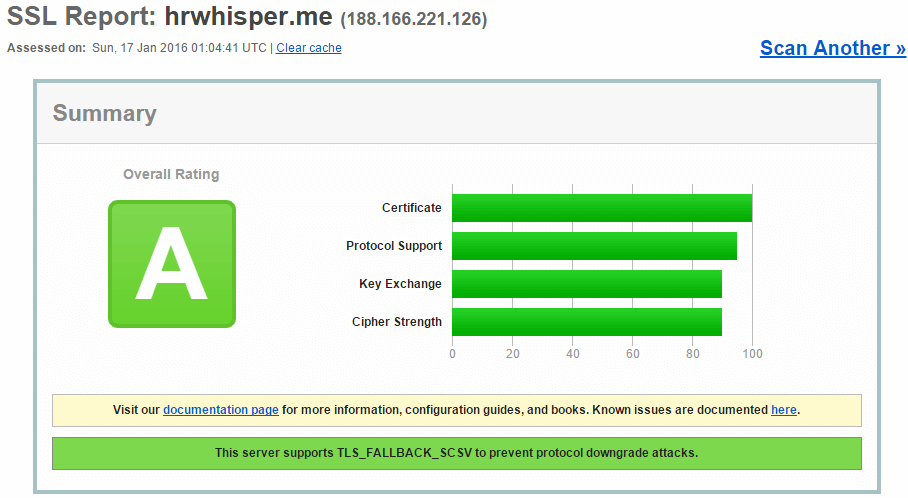 SSL Report: hrwhisper.me (188.166.221.126)
Assessed on: Sun, 17 Jan 2016 01:04:41 UTC | Clear cache
Scan Another »
Summary
Overall Rating
A
Certificate
Protocol Support
Key Exchange
Cipher Strength
0 20 40 60 80 100
Visit our documentation page for more information, configuration guides, and books. Known issues are documented here.
This server supports TLS_FALLBACK_SCSV to prevent protocol downgrade attacks.